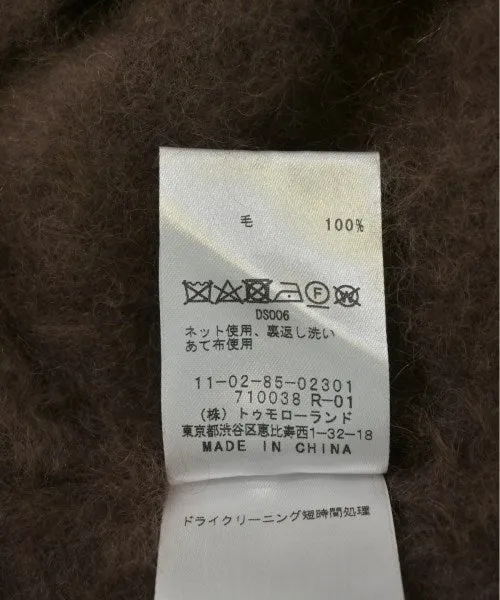 毛 100%
DS006
ネット使用、裏返し洗い
あて布使用
11-02-85-02301
710038 R-01
(株) トゥモローランド
東京都渋谷区恵比寿西1-32-18
MADE IN CHINA
ドライクリーニング短時間処理